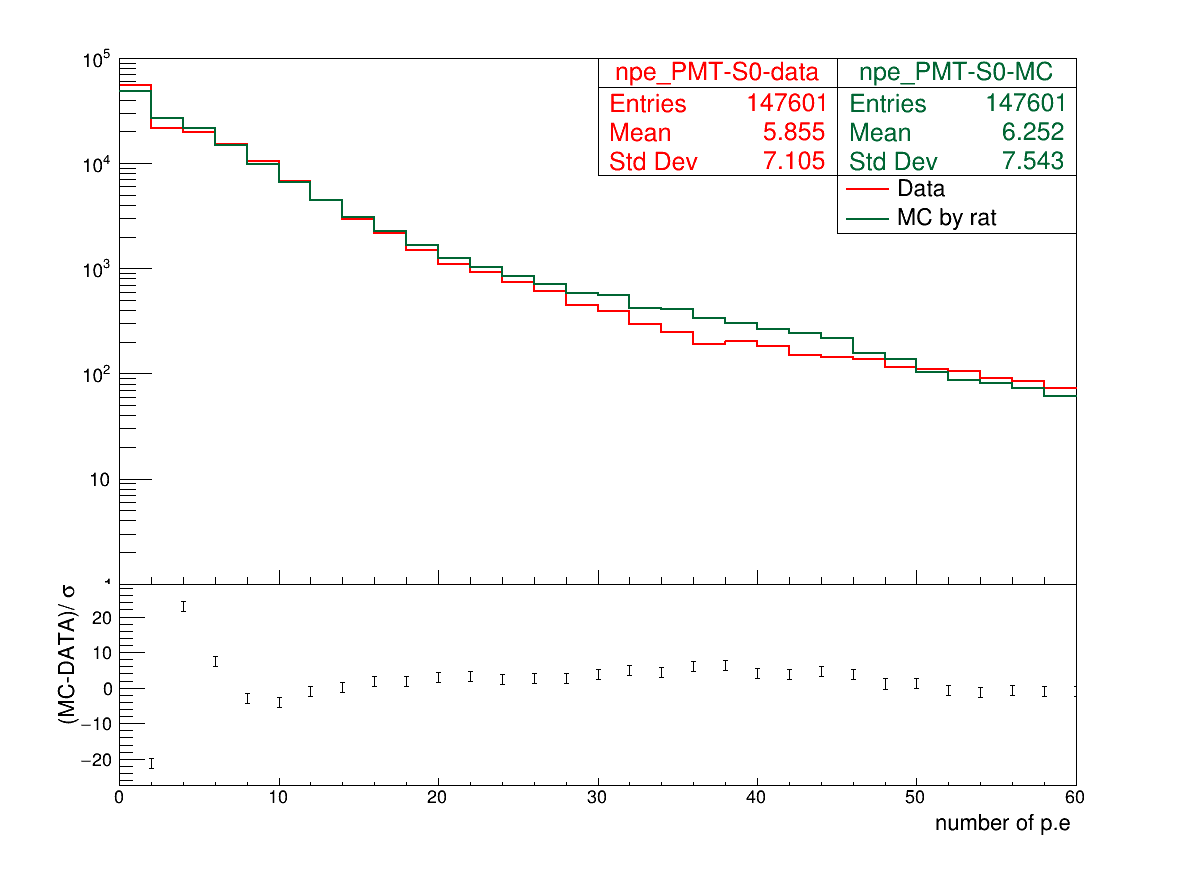 npe_PMT-S0-data
Entries 147601
Mean 5.855
Std Dev 7.105
npe_PMT-S0-MC
Entries 147601
Mean 6.252
Std Dev 7.543
Data
MC by rat
10^5
10^4
10^3
10^2
10
(MC-DATA)/ σ
20
10
0
−10
−20
0 10 20 30 40 50 60
number of p.e